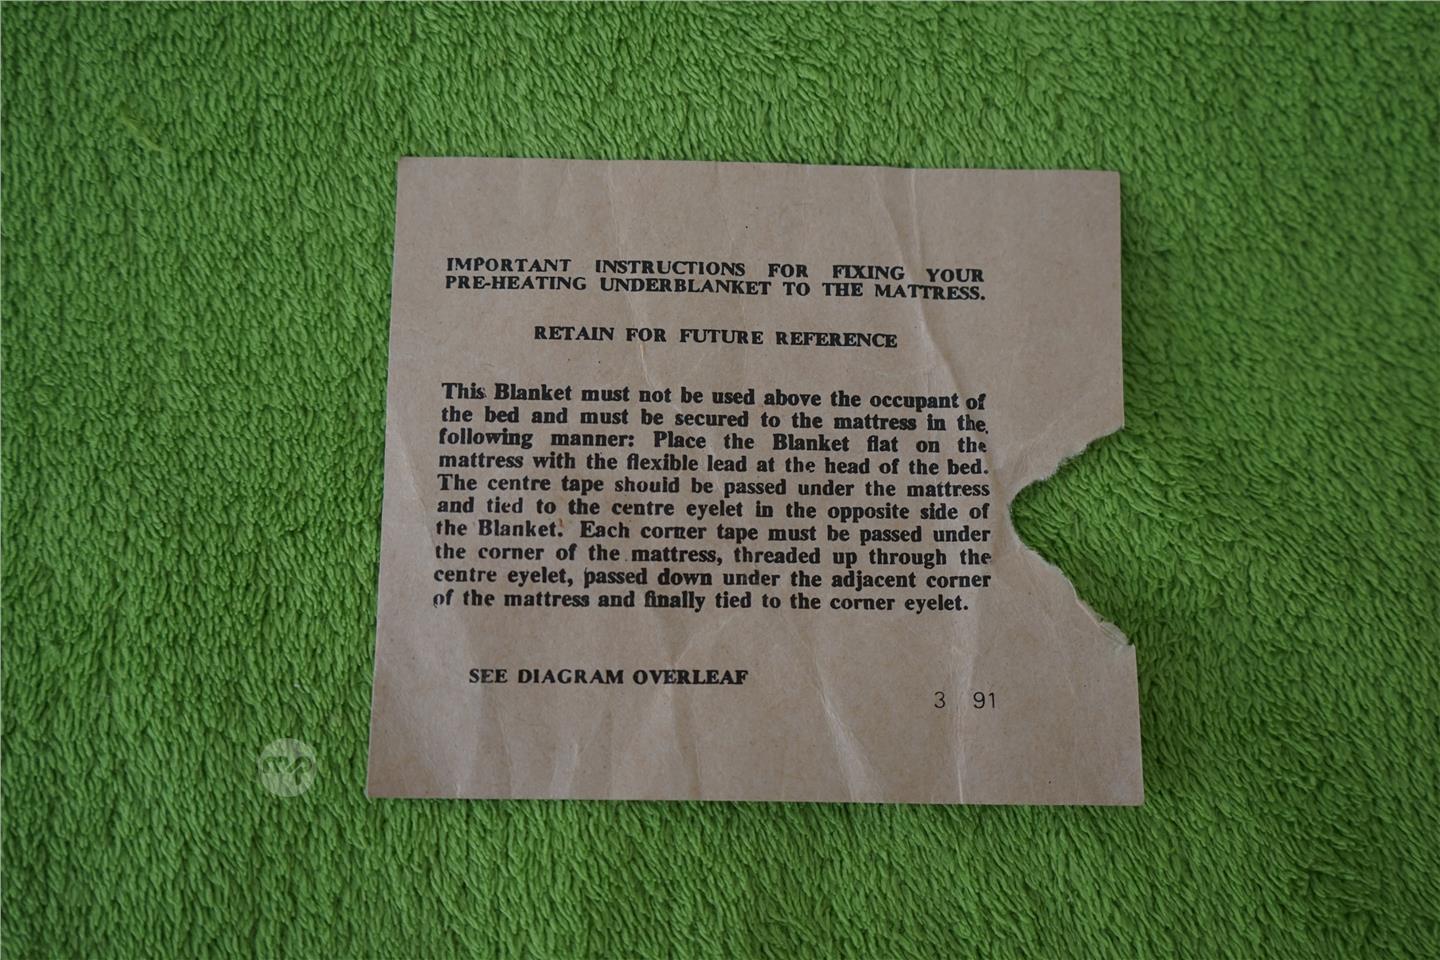 IMPORTANT INSTRUCTIONS FOR FIXING YOUR
PRE-HEATING UNDERBLANKET TO THE MATTRESS.
RETAIN FOR FUTURE REFERENCE
This Blanket must not be used above the occupant of
the bed and must be secured to the mattress in the
following manner: Place the Blanket flat on the
mattress with the flexible lead at the head of the bed.
The centre tape should be passed under the mattress
and tied to the centre eyelet in the opposite side of
the Blanket. Each corner tape must be passed under
the corner of the mattress, threaded up through the
centre eyelet, passed down under the adjacent corner
of the mattress and finally tied to the corner eyelet.
SEE DIAGRAM OVERLEAF
3 91